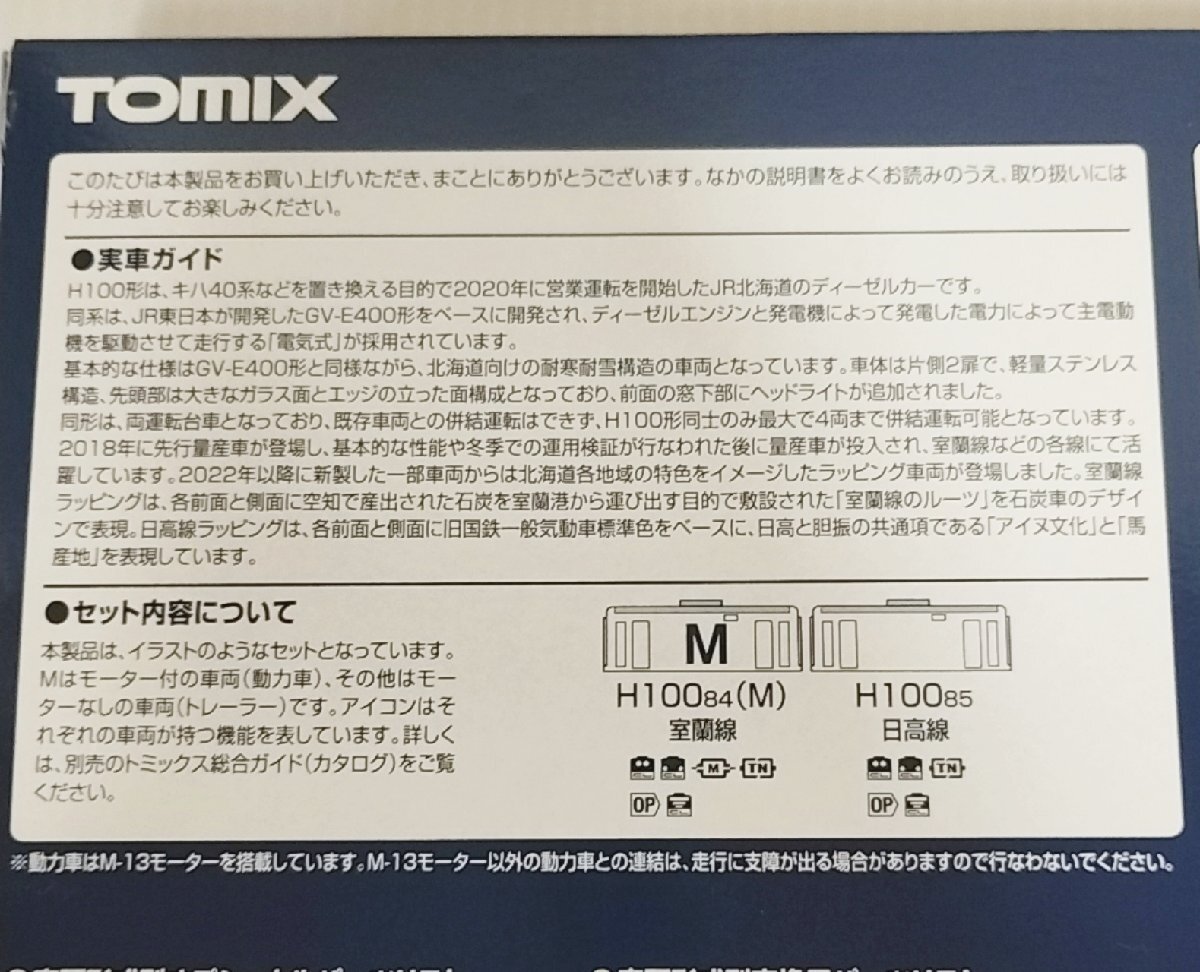 TOMIX
このたびは本製品をお買い上げいただき、まことにありがとうございます。なかの説明書をよくお読みのうえ、取り扱いには
十分注意してお楽しみください。
●実車ガイド
H100形は、キハ40系などを置き換える目的で2020年に営業運転を開始したJR北海道のディーゼルカーです。
同系は、JR東日本が開発したGV-E400形をベースに開発され、ディーゼルエンジンと発電機によって発電した電力によって主電動
機を駆動させて走行する「電気式」が採用されています。
基本的な仕様はGV-E400形と同様ながら、北海道向けの耐寒耐雪構造の車両となっています。車体は片側2扉で、軽量ステンレス
構造、先頭部は大きなガラス面とエッジの立った面構成となっており、前面の窓下部にヘッドライトが追加されました。
同形は、両運転台車となっており、既存車両との併結運転はできず、H100形同士のみ最大で4両まで併結運転可能となっています。
2018年に先行量産車が登場し、基本的な性能や冬季での運用検証が行なわれた後に量産車が投入され、室蘭線などの各線にて活
躍しています。2022年以降に新製した一部車両からは北海道各地域の特色をイメージしたラッピング車両が登場しました。室蘭線
ラッピングは、各前面と側面に空知で産出された石炭を室蘭港から運び出す目的で敷設された「室蘭線のルーツ」を石炭車のデザイ
ンで表現。日高線ラッピングは、各前面と側面に旧国鉄一般気動車標準色をベースに、日高と胆振の共通項である「アイヌ文化」と「馬
産地」を表現しています。
●セット内容について
本製品は、イラストのようなセットとなっています。
Mはモーター付の車両(動力車)、その他はモー
ターなしの車両(トレーラー)です。アイコンはそ
れぞれの車両が持つ機能を表しています。詳しく
は、別売のトミックス総合ガイド(カタログ)をご覧
ください。
M
H10084(M) H10085
室蘭線 日高線
M TN TN
OP OP
※動力車はM-13モーターを搭載しています。M-13モーター以外の動力車との連結は、走行に支障が出る場合がありますので行なわないでください。